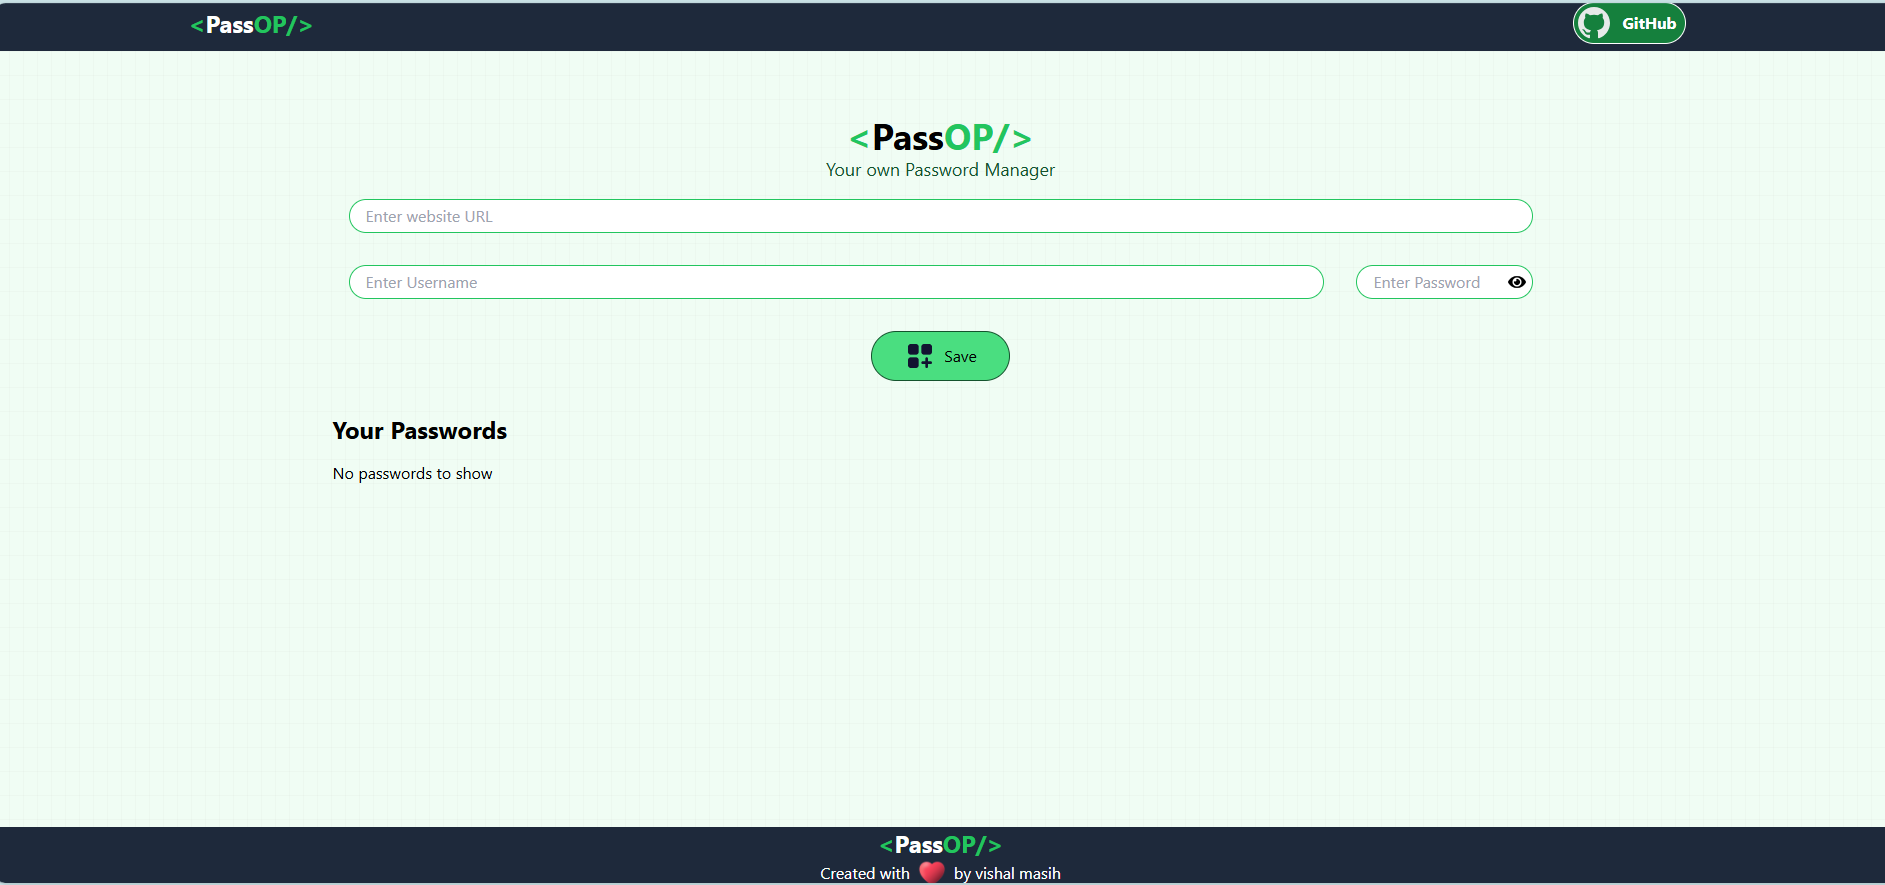 <PassOP/>
GitHub
<PassOP/>
Your own Password Manager
Enter website URL
Enter Username
Enter Password
Save
Your Passwords
No passwords to show
<PassOP/>
Created with ❤️ by vishal masih